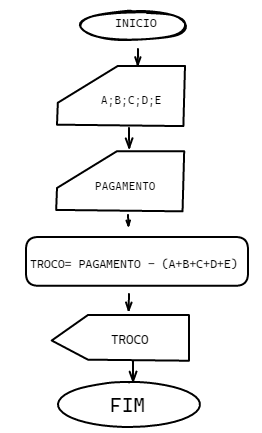 INICIO
A;B;C;D;E
PAGAMENTO
TROCO= PAGAMENTO - (A+B+C+D+E)
TROCO
FIM